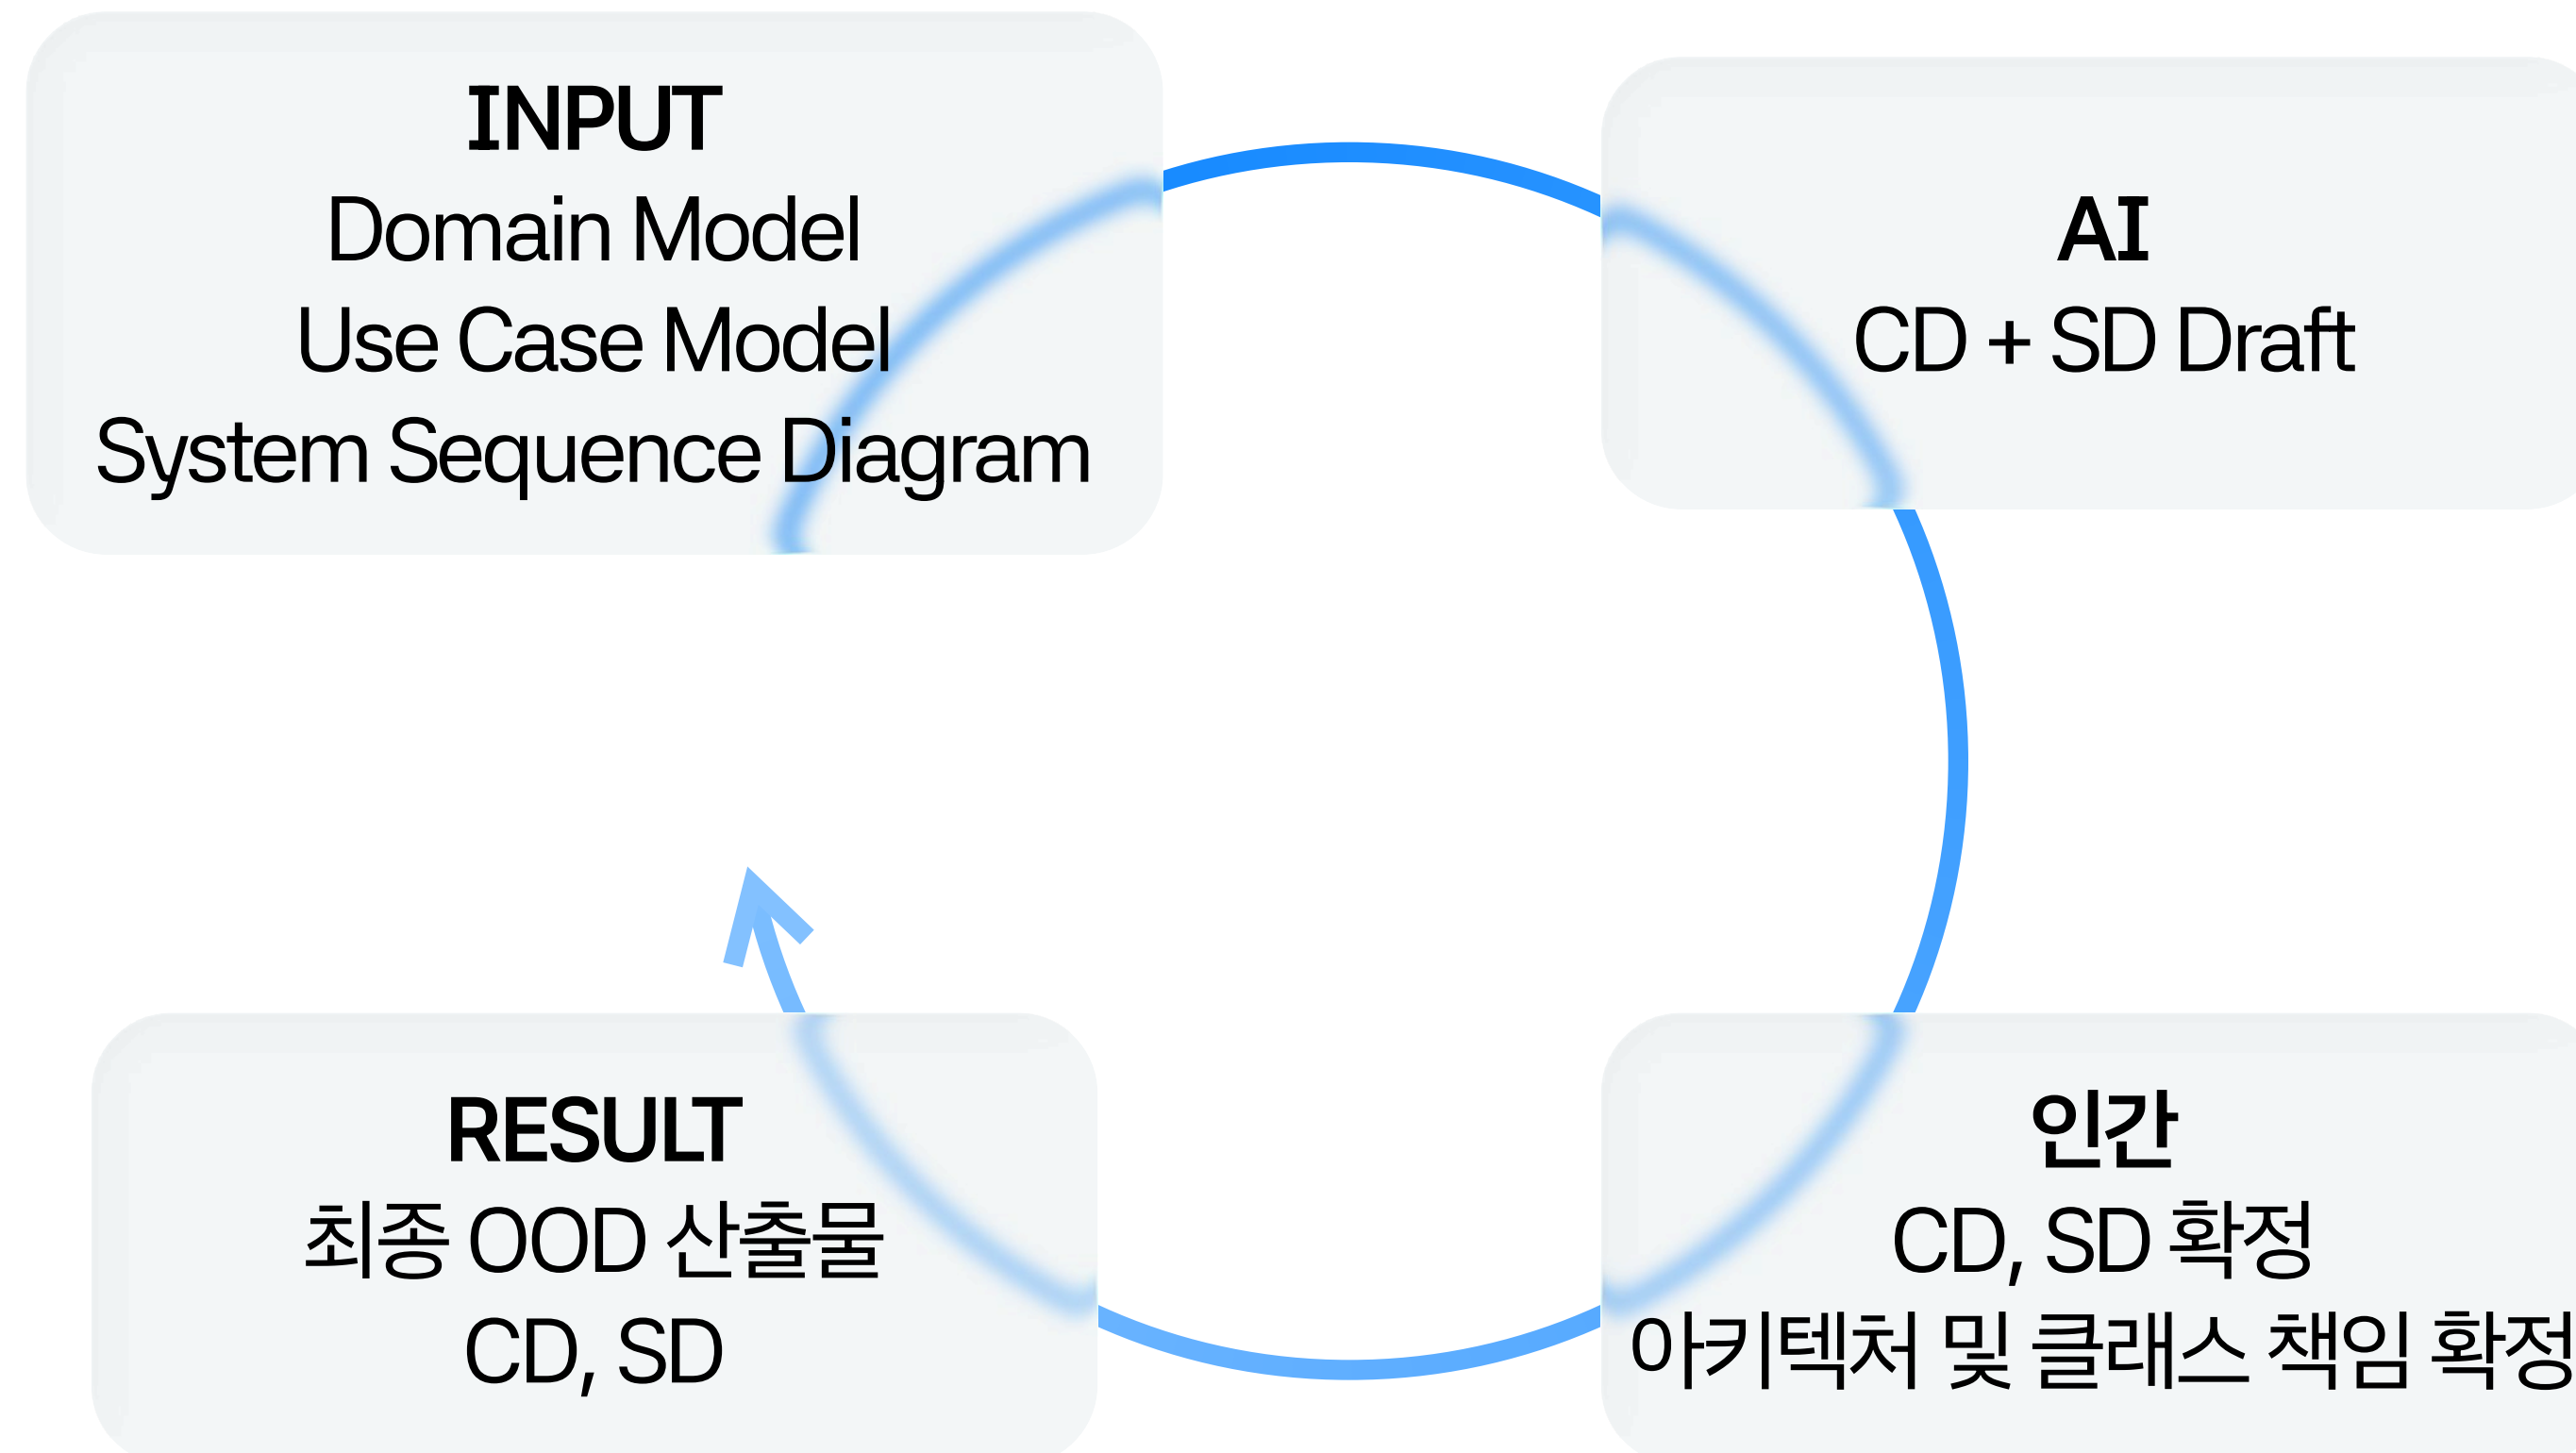 INPUT
Domain Model
Use Case Model
System Sequence Diagram
AI
CD + SD Draft
RESULT
최종 OOD 산출물
CD, SD
인간
CD, SD 확정
아키텍처 및 클래스 책임 확정